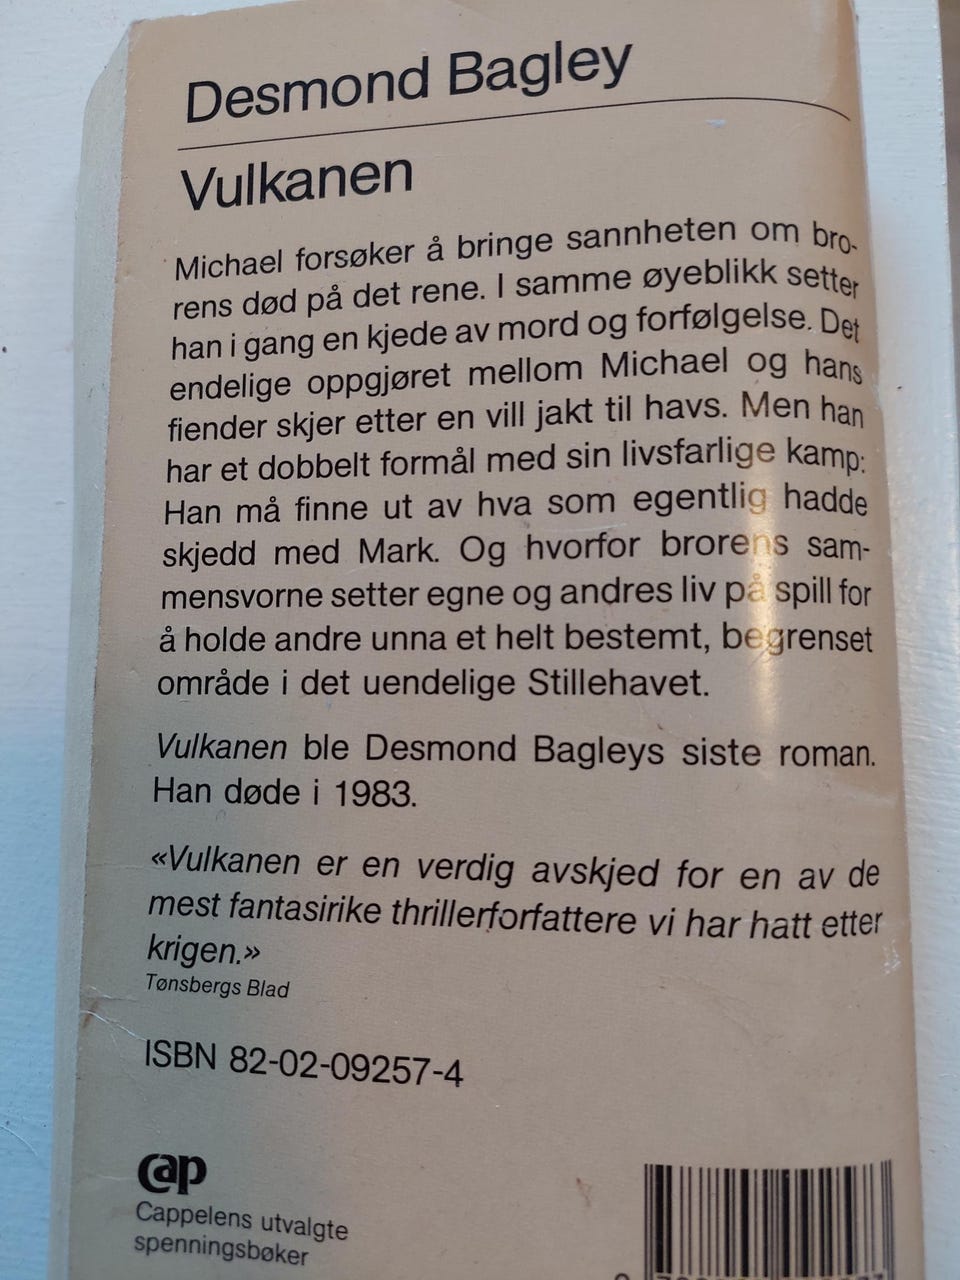 Desmond Bagley
Vulkanen
Michael forsøker å bringe sannheten om bro-
rens død på det rene. I samme øyeblikk setter
han i gang en kjede av mord og forfølgelse. Det
endelige oppgjøret mellom Michael og hans
fiender skjer etter en vill jakt til havs. Men han
har et dobbelt formål med sin livsfarlige kamp:
Han må finne ut av hva som egentlig hadde
skjedd med Mark. Og hvorfor brorens sam-
mensvorne setter egne og andres liv på spill for
å holde andre unna et helt bestemt, begrenset
område i det uendelige Stillehavet.
Vulkanen ble Desmond Bagleys siste roman.
Han døde i 1983.
«Vulkanen er en verdig avskjed for en av de
mest fantasirike thrillerforfattere vi har hatt etter
krigen.»
Tønsbergs Blad
ISBN 82-02-09257-4
cap
Cappelens utvalgte
spenningsbøker